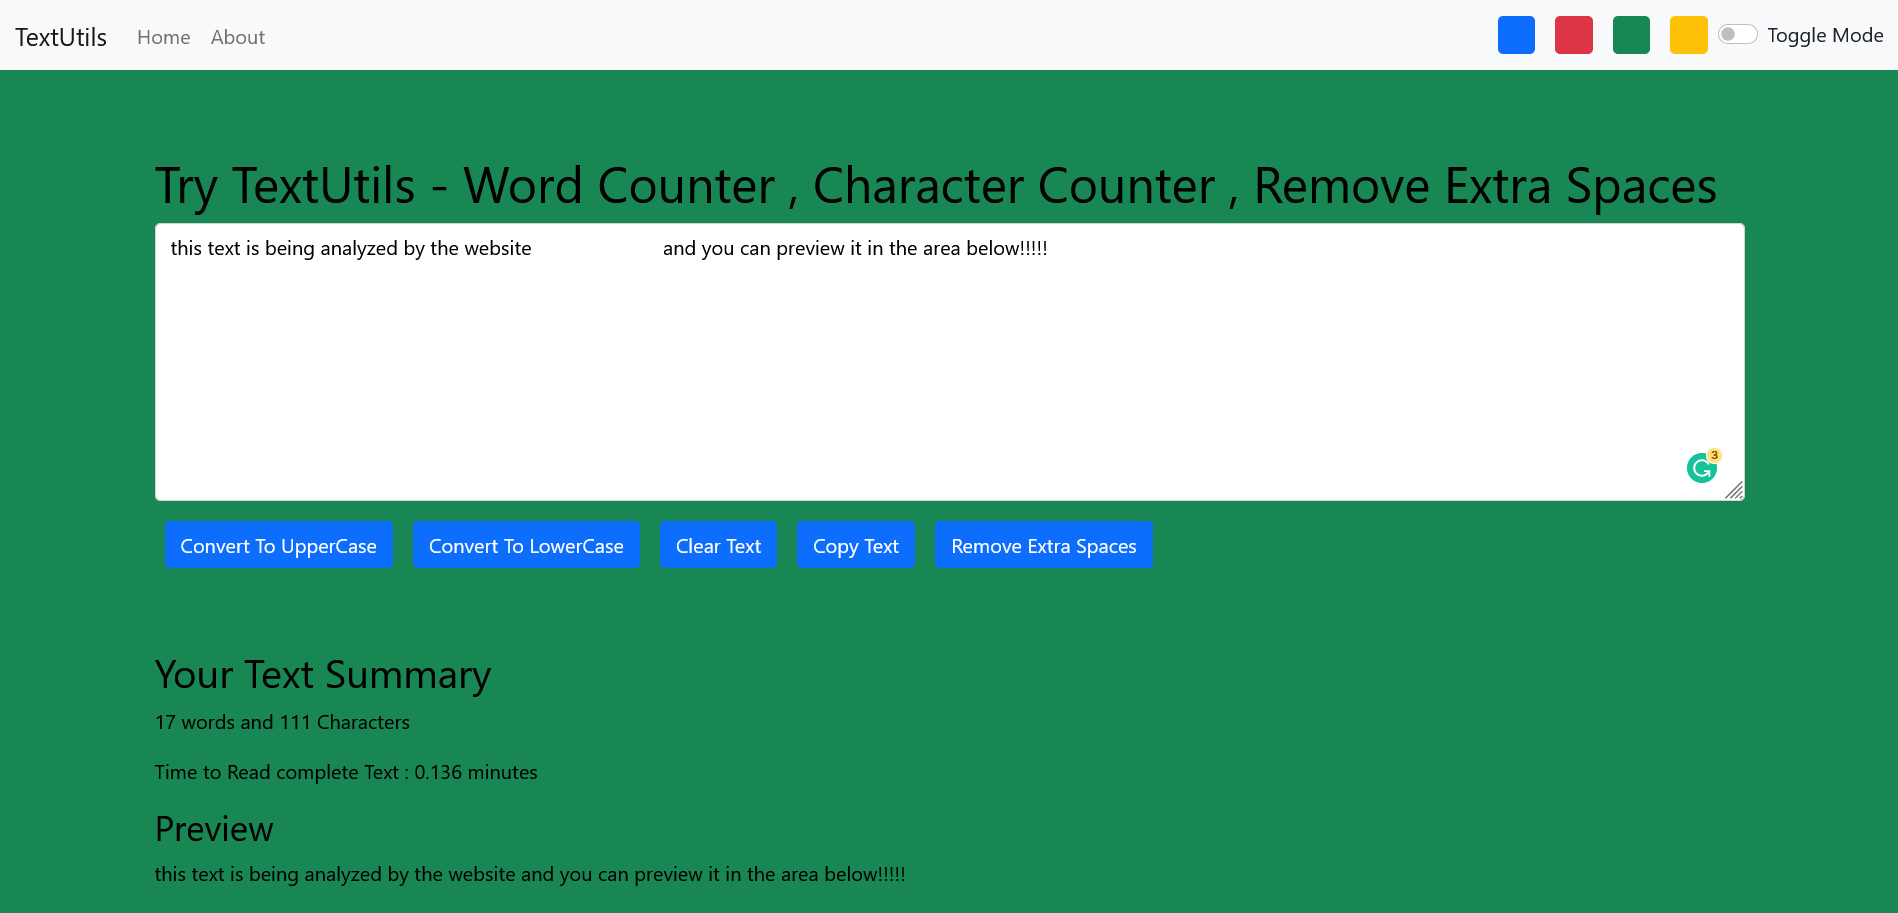 TextUtils Home About Toggle Mode
Try TextUtils - Word Counter , Character Counter , Remove Extra Spaces
this text is being analyzed by the website                          and you can preview it in the area below!!!!!
3
Convert To UpperCase Convert To LowerCase Clear Text Copy Text Remove Extra Spaces
Your Text Summary
17 words and 111 Characters
Time to Read complete Text : 0.136 minutes
Preview
this text is being analyzed by the website and you can preview it in the area below!!!!!